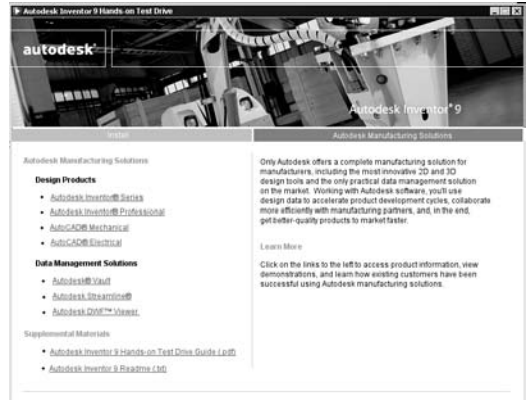 Autodesk Inventor 9 Hands-on Test Drive
autodesk®
Autodesk Inventor® 9
Install
Autodesk Manufacturing Solutions
Autodesk Manufacturing Solutions
Design Products
• Autodesk Inventor® Series
• Autodesk Inventor® Professional
• AutoCAD® Mechanical
• AutoCAD® Electrical
Data Management Solutions
• Autodesk® Vault
• Autodesk Streamline®
• Autodesk DWF™ Viewer
Supplemental Materials
• Autodesk Inventor 9 Hands-on Test Drive Guide (.pdf)
• Autodesk Inventor 9 Readme (.txt)
Only Autodesk offers a complete manufacturing solution for
manufacturers, including the most innovative 2D and 3D
design tools and the only practical data management solution
on the market. Working with Autodesk software, you'll use
design data to accelerate product development cycles, collaborate
more efficiently with manufacturing partners, and, in the end,
get better-quality products to market faster.
Learn More
Click on the links to the left to access product information, view
demonstrations, and learn how existing customers have been
successful using Autodesk manufacturing solutions.